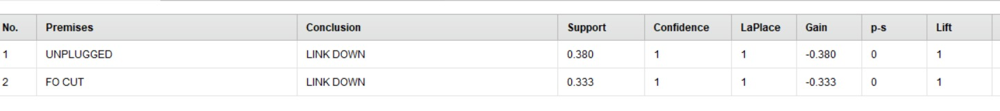 No. Premises Conclusion Support Confidence LaPlace Gain p-s Lift
1 UNPLUGGED LINK DOWN 0.380 1 1 -0.380 0 1
2 FO CUT LINK DOWN 0.333 1 1 -0.333 0 1